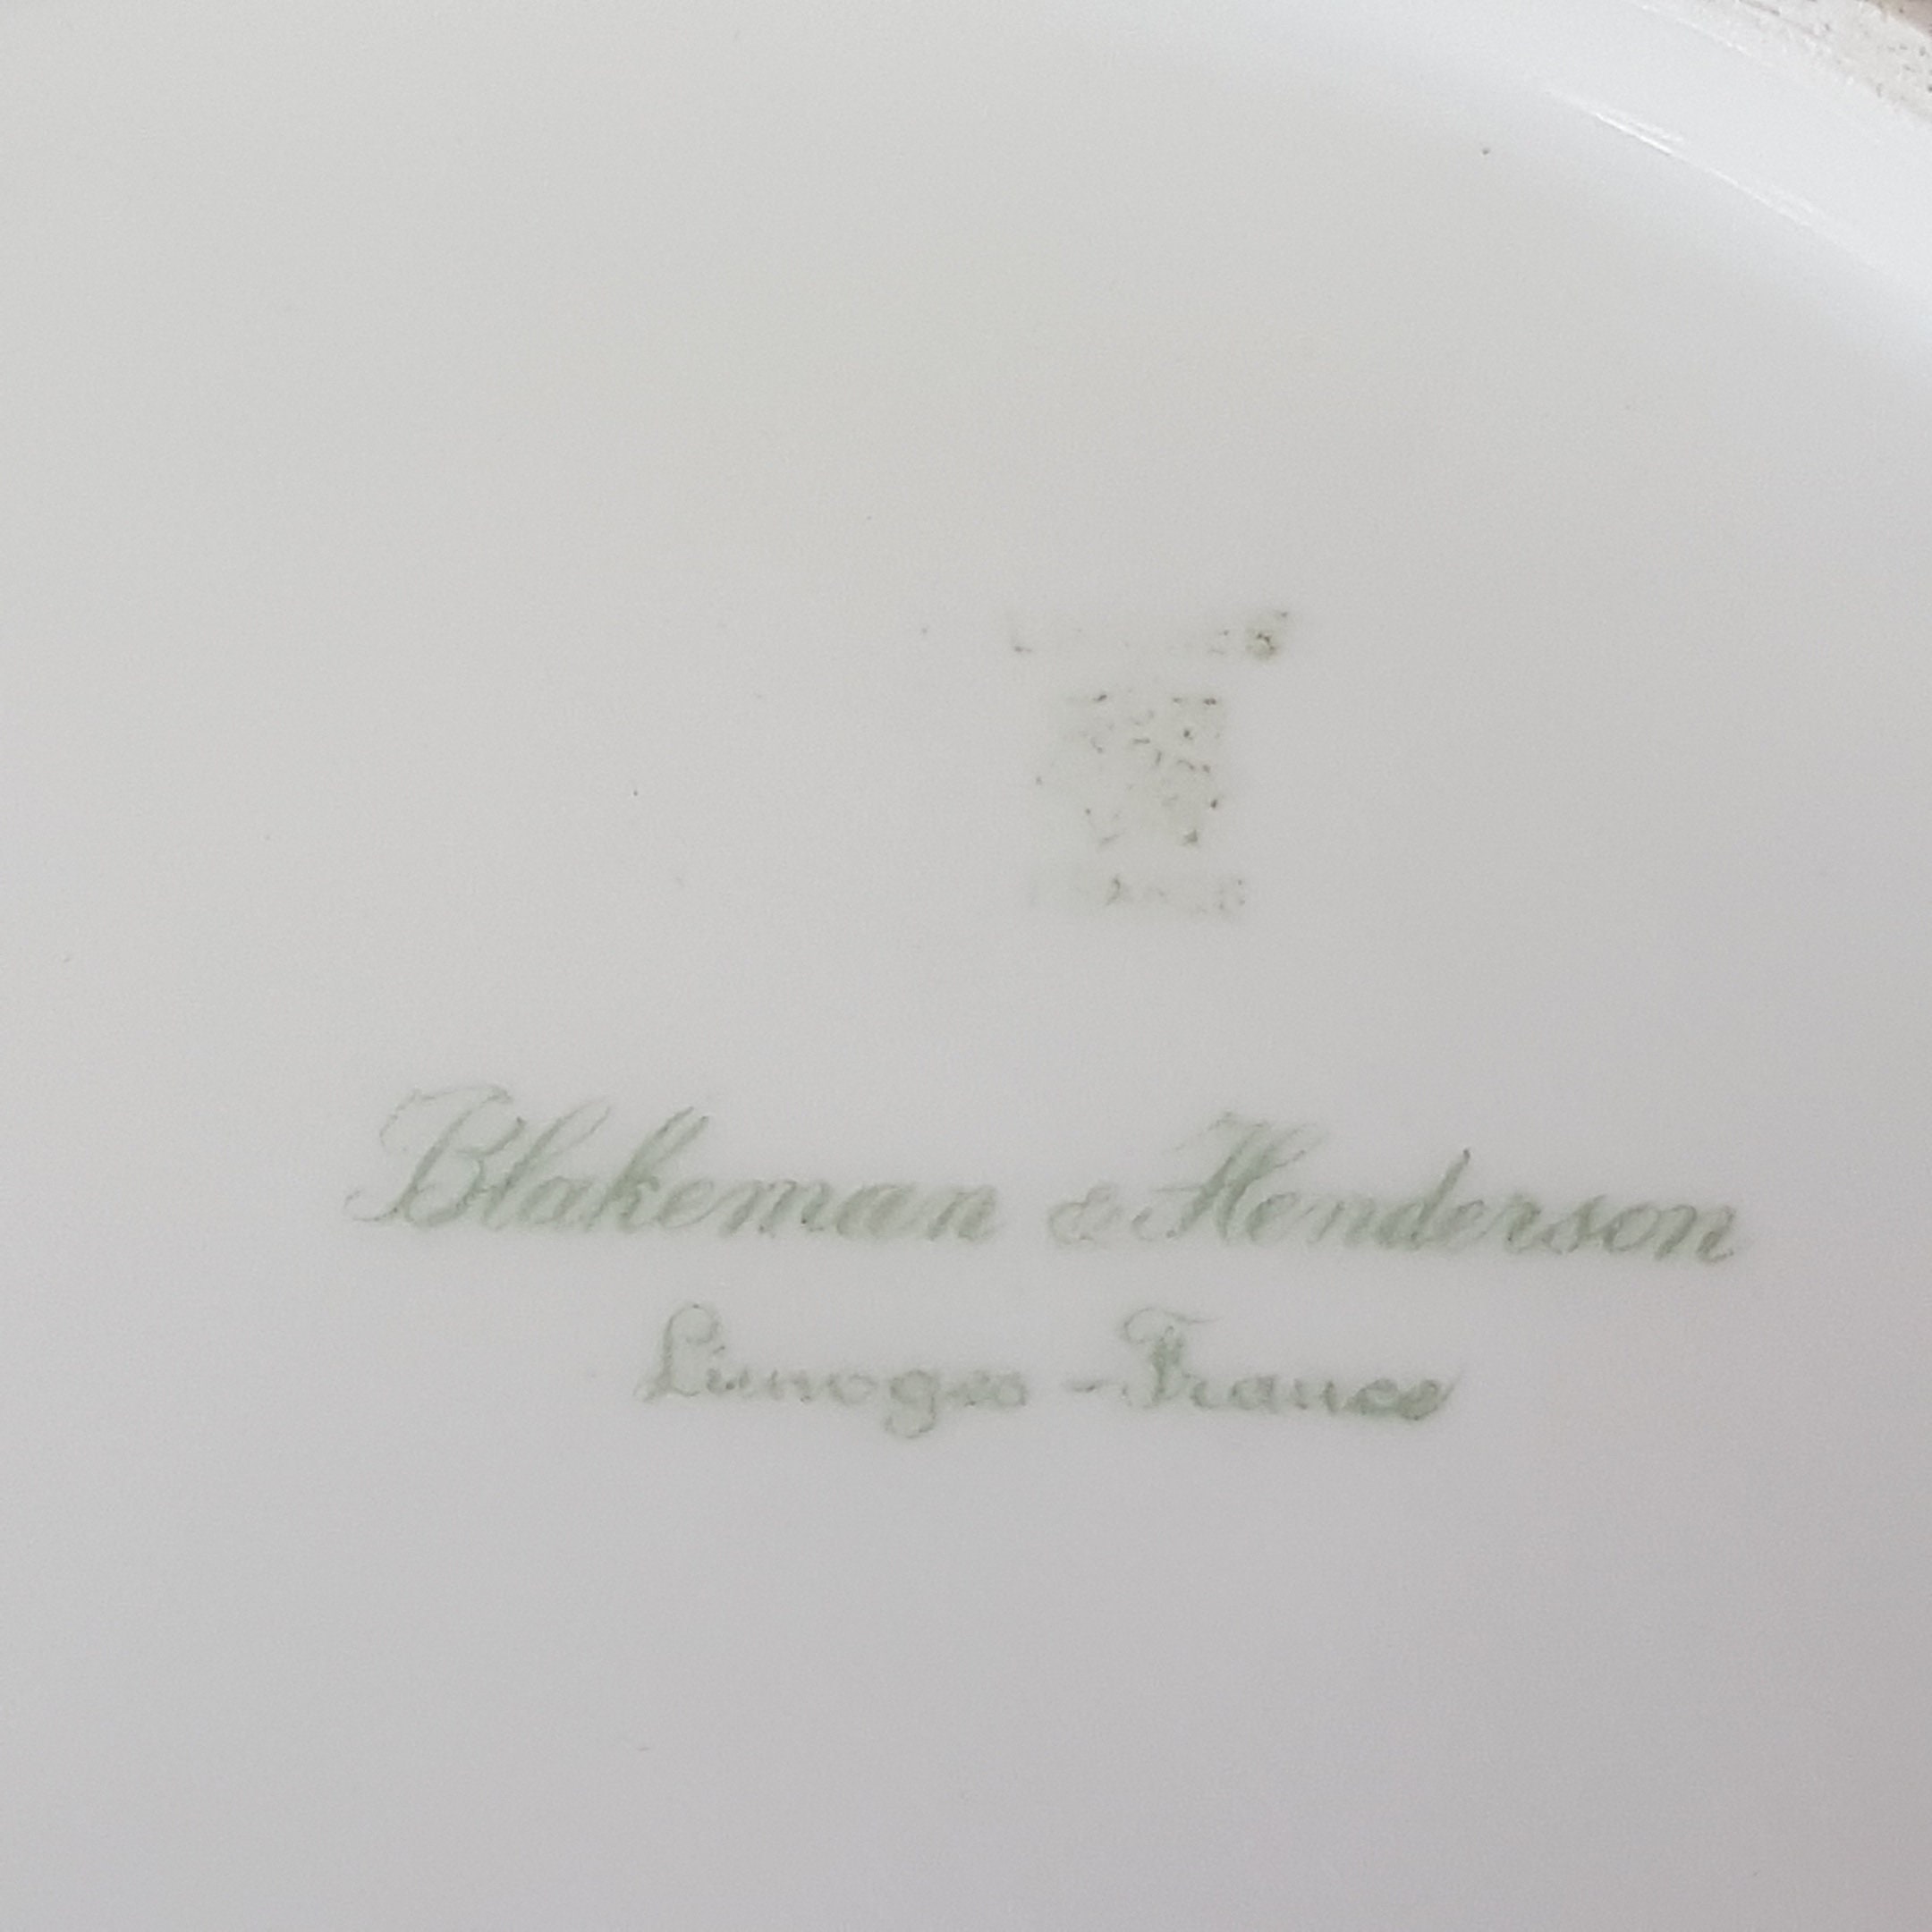 Blakeman & Henderson
Limoges - France